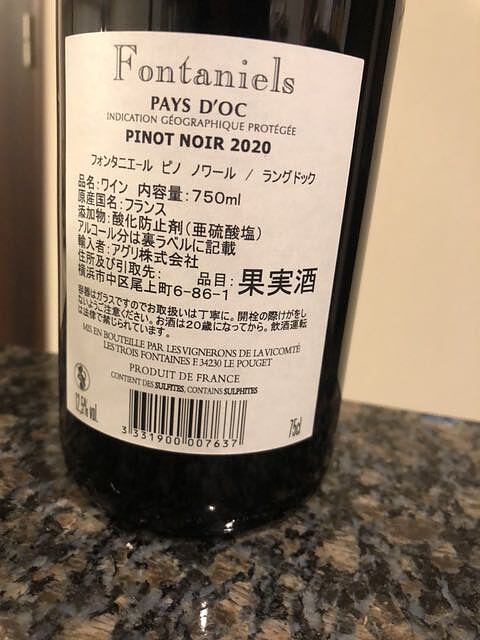 Fontaniels
PAYS D'OC
INDICATION GÉOGRAPHIQUE PROTÉGÉE
PINOT NOIR 2020
フォンタニエール ピノ ノワール / ラングドック
品名:ワイン 内容量:750ml
原産国名:フランス
添加物:酸化防止剤(亜硫酸塩)
アルコール分は裏ラベルに記載
輸入者:アグリ株式会社
住所及び引取先: 品目:果実酒
横浜市中区尾上町6-86-1
容器はガラスですのでお取扱いは丁寧に。開栓の際けがをし
ないようご注意ください。お酒は20歳になってから。飲酒運転
は法律で禁じられています。
MIS EN BOUTEILLE PAR LES VIGNERONS DE LA VICOMTÉ
LES TROIS FONTAINES F. 34230 LE POUGET
PRODUIT DE FRANCE
CONTIENT DES SULFITES, CONTAINS SULPHITES
12,5% vol.
75cl
3 331900 007637